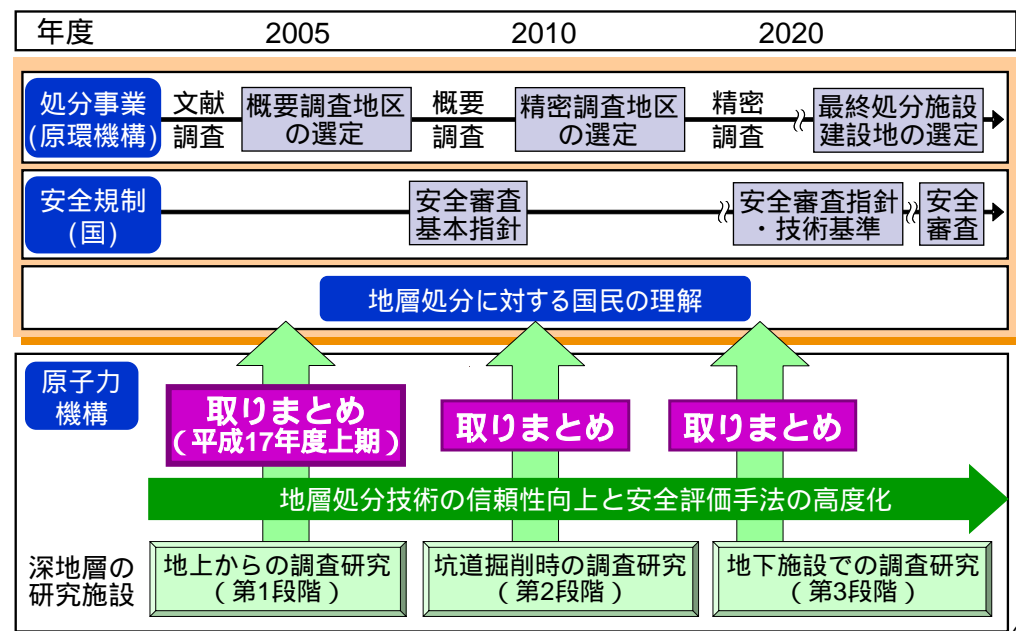 年度 2005 2010 2020
処分事業
(原環機構)
文献
調査
概要調査地区
の選定
概要
調査
精密調査地区
の選定
精密
調査
最終処分施設
建設地の選定
安全規制
(国)
安全審査
基本指針
安全審査指針
・技術基準
安全
審査
地層処分に対する国民の理解
原子力
機構
取りまとめ
(平成17年度上期)
取りまとめ
取りまとめ
地層処分技術の信頼性向上と安全評価手法の高度化
深地層の
研究施設
地上からの調査研究
(第1段階)
坑道掘削時の調査研究
(第2段階)
地下施設での調査研究
(第3段階)